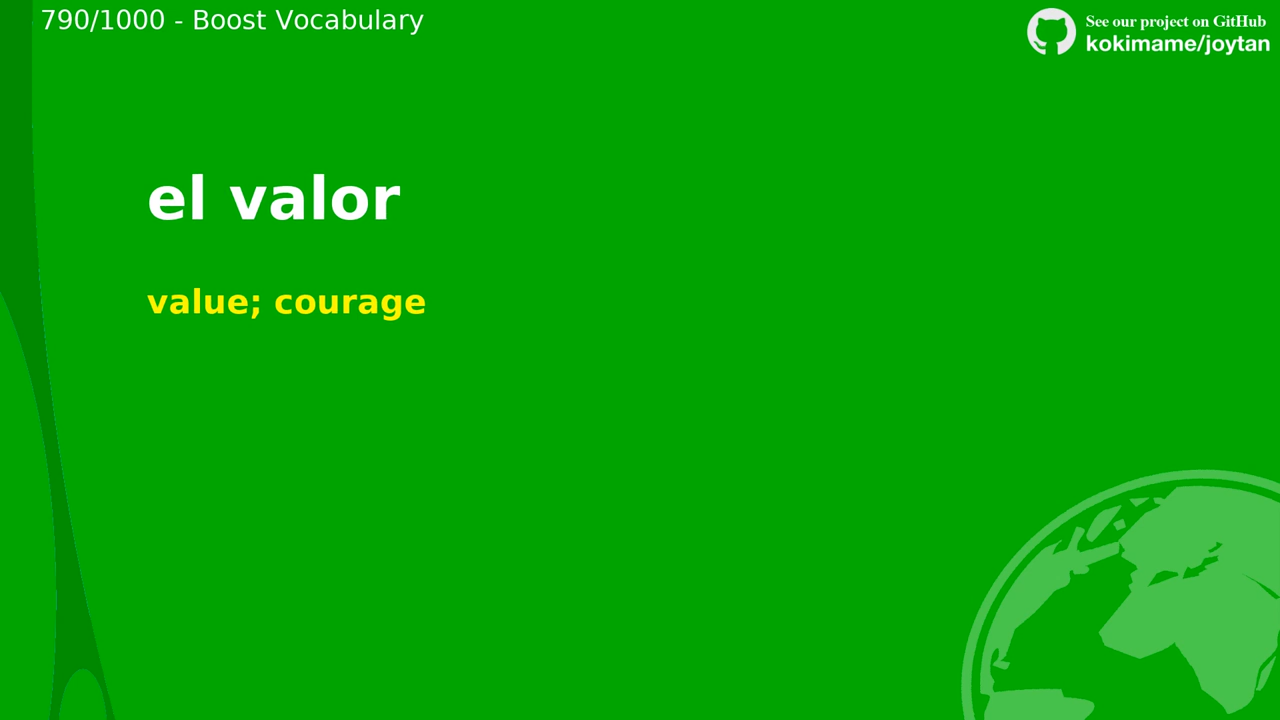 790/1000 - Boost Vocabulary
See our project on GitHub
kokimame/joytan
el valor
value; courage